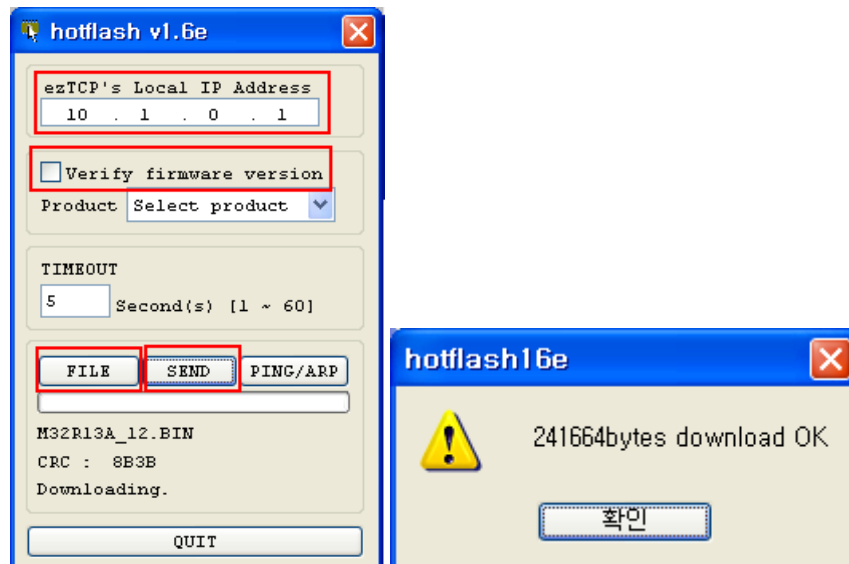 hotflash v1.6e
ezTCP's Local IP Address
10 . 1 . 0 . 1
Verify firmware version
Product Select product
TIMEOUT
5 Second(s) [1 ~ 60]
FILE SEND PING/ARP
M32R13A_12.BIN
CRC : 8B3B
Downloading.
QUIT
hotflash16e
241664bytes download OK
확인